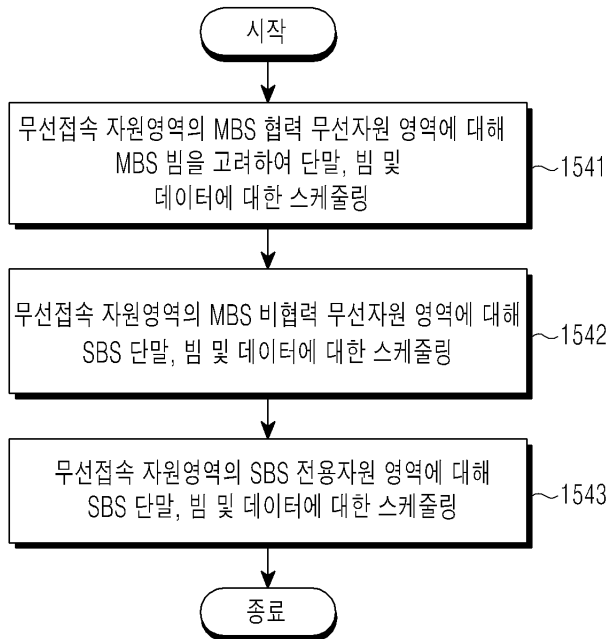 시작
무선접속 자원영역의 MBS 협력 무선자원 영역에 대해
MBS 빔을 고려하여 단말, 빔 및
데이터에 대한 스케줄링
1541
무선접속 자원영역의 MBS 비협력 무선자원 영역에 대해
SBS 단말, 빔 및 데이터에 대한 스케줄링
1542
무선접속 자원영역의 SBS 전용자원 영역에 대해
SBS 단말, 빔 및 데이터에 대한 스케줄링
1543
종료